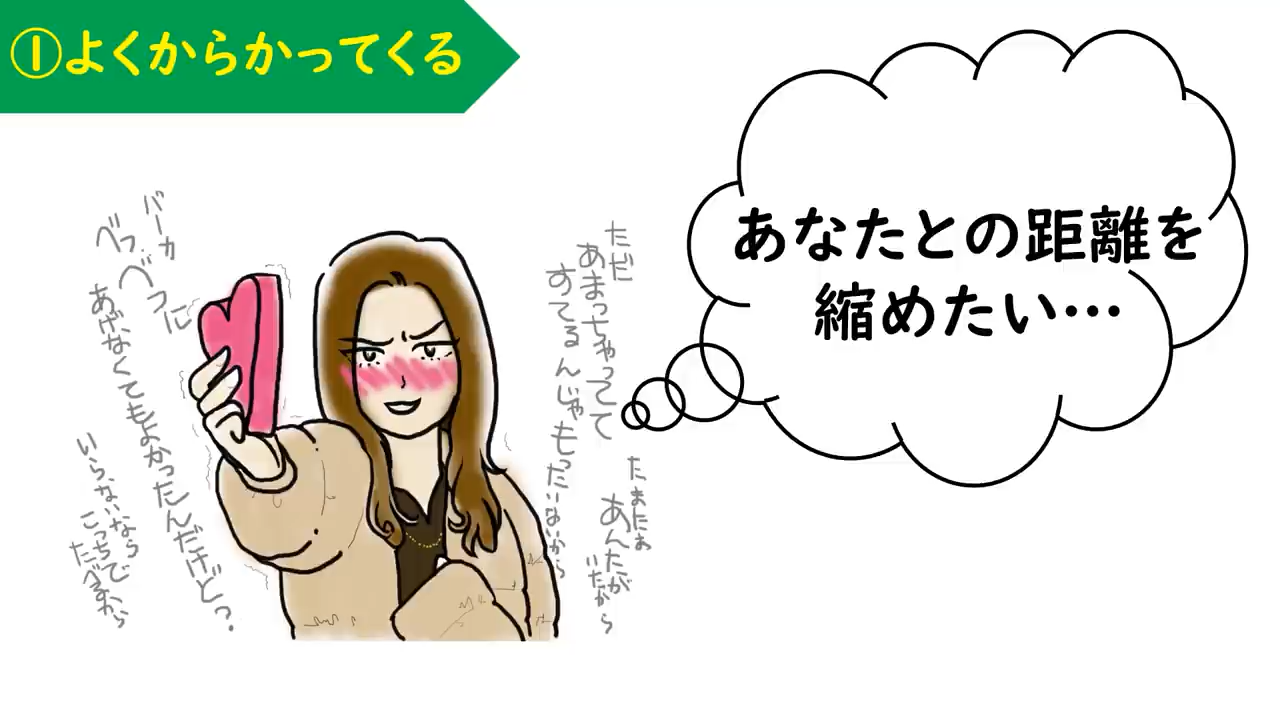 ①よくからかってくる
あなたとの距離を
縮めたい…
バーカ
べつ、べつに
あげなくてもよかったんだけど?
いらないなら
こっちで
たべるから
ただ
あまっちゃってて
すてるんじゃもったいないから
たまたま
あんたが
いたから